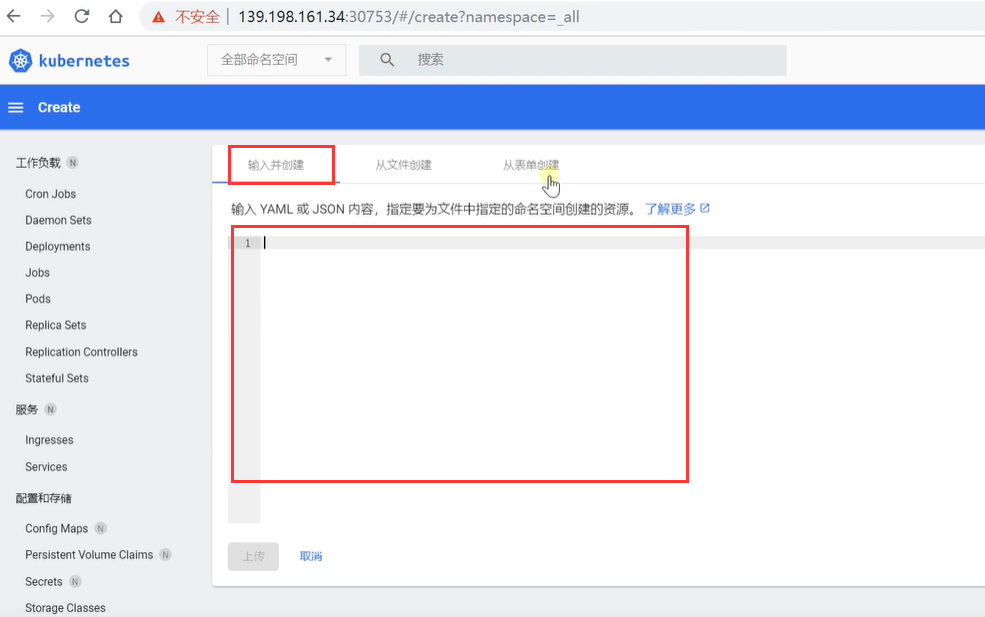 不安全 139.198.161.34:30753/#/create?namespace=_all
kubernetes 全部命名空间 搜索
Create
工作负载 N
Cron Jobs
Daemon Sets
Deployments
Jobs
Pods
Replica Sets
Replication Controllers
Stateful Sets
服务 N
Ingresses
Services
配置和存储
Config Maps N
Persistent Volume Claims N
Secrets N
Storage Classes
输入并创建 从文件创建 从表单创建
输入 YAML 或 JSON 内容，指定要为文件中指定的命名空间创建的资源。 了解更多
1
上传 取消